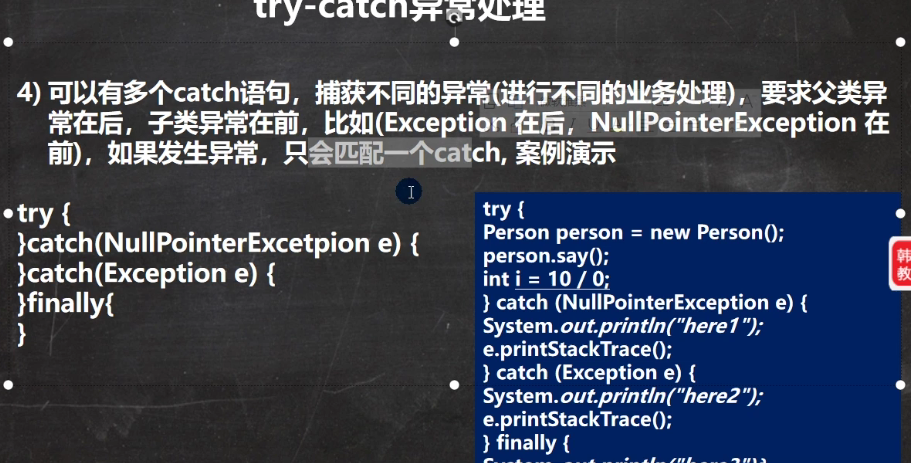 try-catch异常处理
4) 可以有多个catch语句，捕获不同的异常(进行不同的业务处理)，要求父类异
常在后，子类异常在前，比如(Exception 在后，NullPointerException 在
前)，如果发生异常，只会匹配一个catch, 案例演示
try {
}catch(NullPointerExcetpion e) {
}catch(Exception e) {
}finally{
}
try {
Person person = new Person();
person.say();
int i = 10 / 0;
} catch (NullPointerException e) {
System.out.println("here1");
e.printStackTrace();
} catch (Exception e) {
System.out.println("here2");
e.printStackTrace();
} finally {
韩
教